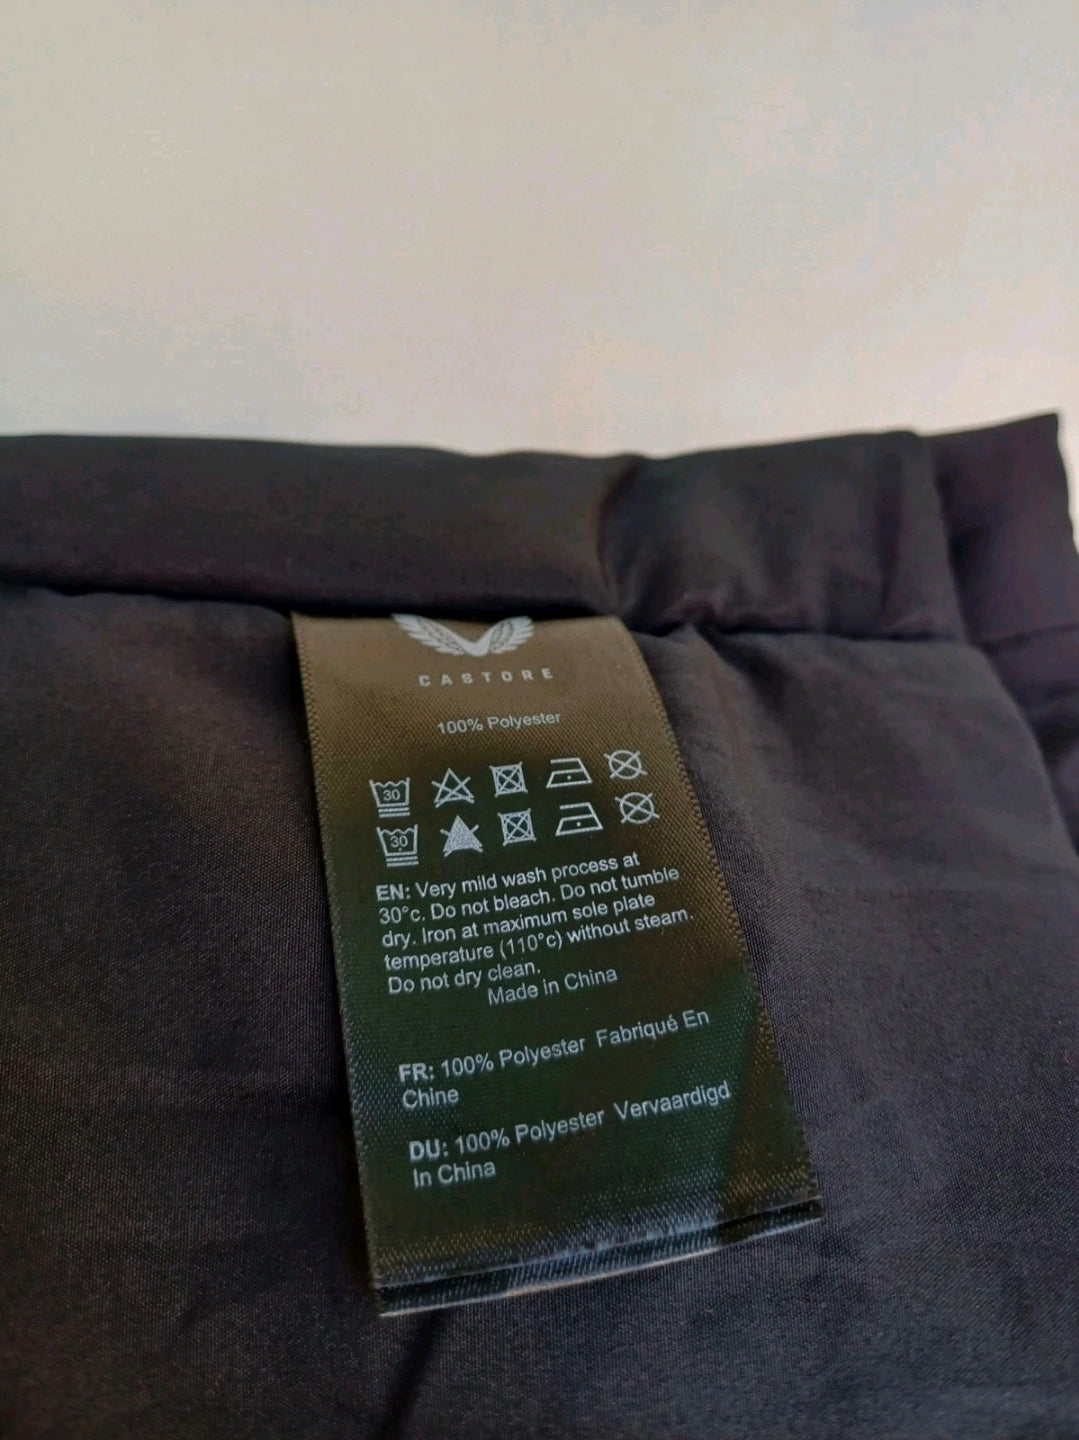 CASTORE
100% Polyester
30
30
EN: Very mild wash process at
30°c. Do not bleach. Do not tumble
dry. Iron at maximum sole plate
temperature (110°c) without steam.
Do not dry clean.
Made in China
FR: 100% Polyester Fabriqué En
Chine
DU: 100% Polyester Vervaardigd
In China